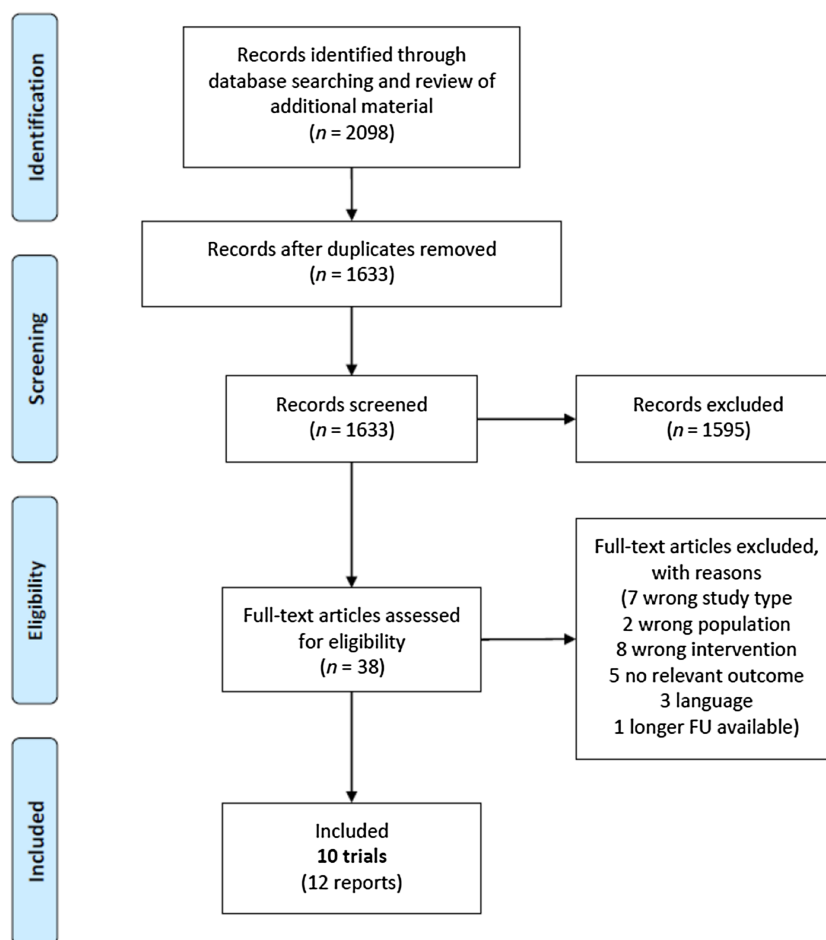 Identification
Records identified through
database searching and review of
additional material
(n = 2098)
Records after duplicates removed
(n = 1633)
Screening
Records screened
(n = 1633)
Records excluded
(n = 1595)
Eligibility
Full-text articles assessed
for eligibility
(n = 38)
Full-text articles excluded,
with reasons
(7 wrong study type
2 wrong population
8 wrong intervention
5 no relevant outcome
3 language
1 longer FU available)
Included
Included
10 trials
(12 reports)